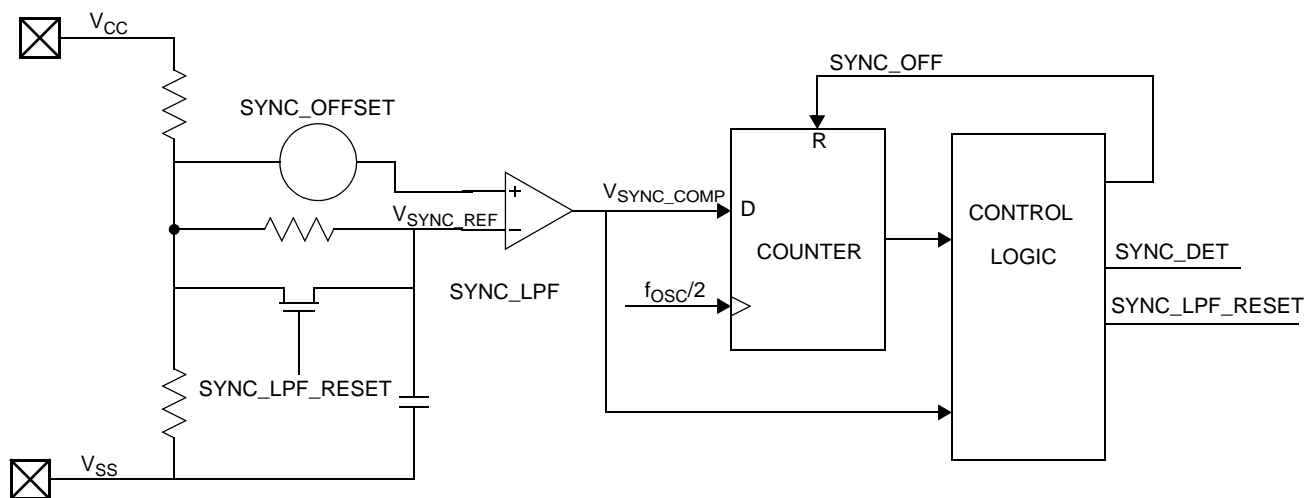 VCC
SYNC_OFF
SYNC_OFFSET
R
+
VSYNC_COMP
D
CONTROL
LOGIC
VSYNC_REF
−
COUNTER
SYNC_DET
SYNC_LPF
fOSC/2
SYNC_LPF_RESET
SYNC_LPF_RESET
VSS